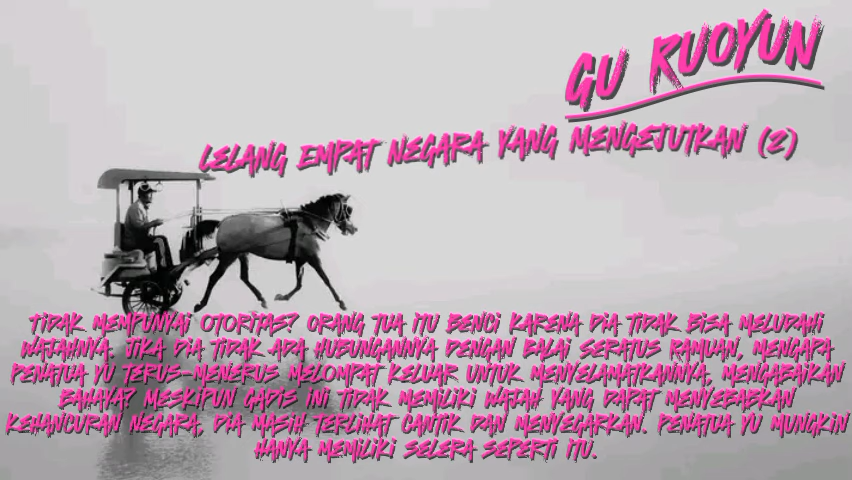 GU RUOYUN
LELANG EMPAT NEGARA YANG MENGEJUTKAN (2)
TIDAK MEMPUNYAI OTORITAS? ORANG TUA ITU BENCI KARENA DIA TIDAK BISA MELUDAHI
WAJAHNYA. JIKA DIA TIDAK ADA HUBUNGANNYA DENGAN BALAI SERATUS RAMUAN, MENGAPA
PENATUA YU TERUS-MENERUS MELOMPAT KELUAR UNTUK MENYELAMATKANNYA, MENGABAIKAN
BAHAYA? MESKIPUN GADIS INI TIDAK MEMILIKI WAJAH YANG DAPAT MENYEBABKAN
KEHANCURAN NEGARA, DIA MASIH TERLIHAT CANTIK DAN MENYEGARKAN. PENATUA YU MUNGKIN
HANYA MEMILIKI SELERA SEPERTI ITU.